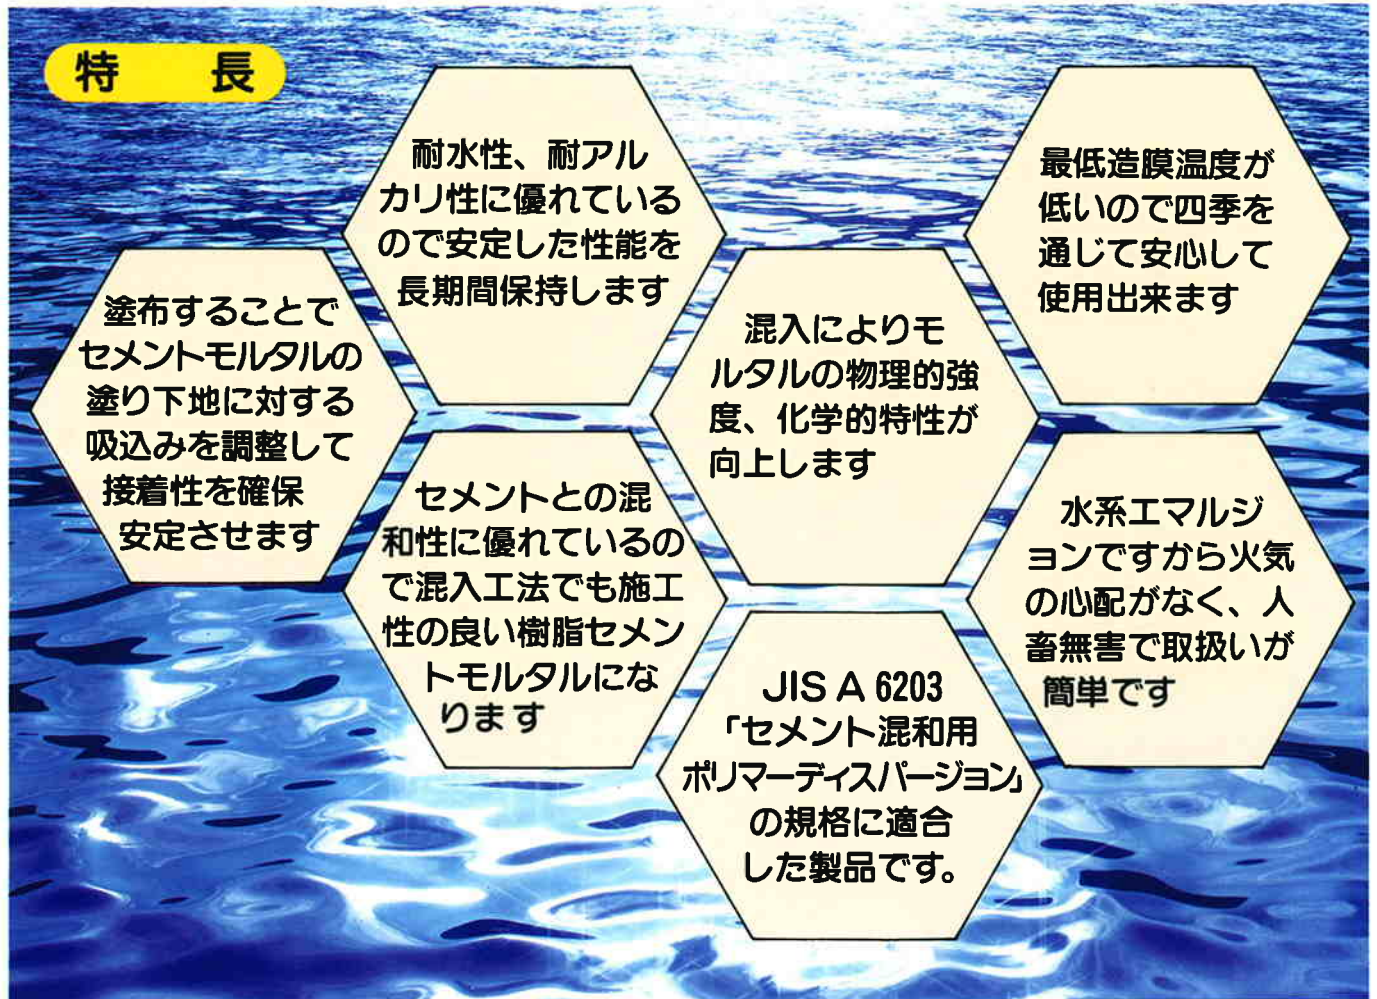 特 長
耐水性、耐アル
カリ性に優れている
ので安定した性能を
長期間保持します
最低造膜温度が
低いので四季を
通じて安心して
使用出来ます
塗布することで
セメントモルタルの
塗り下地に対する
吸込みを調整して
接着性を確保
安定させます
混入によりモ
ルタルの物理的強
度、化学的特性が
向上します
セメントとの混
和性に優れているの
で混入工法でも施工
性の良い樹脂セメン
トモルタルにな
ります
水系エマルジ
ョンですから火気
の心配がなく、人
畜無害で取扱いが
簡単です
JIS A 6203
「セメント混和用
ポリマーディスパージョン」
の規格に適合
した製品です。